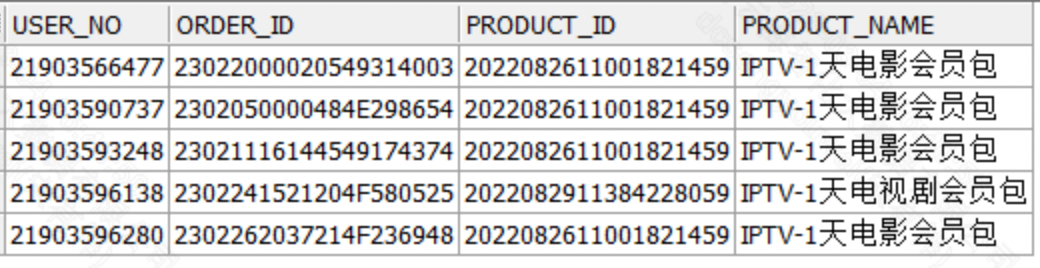 USER_NO ORDER_ID PRODUCT_ID PRODUCT_NAME
21903566477 23022000020549314003 2022082611001821459 IPTV-1天电影会员包
21903590737 2302050000484E298654 2022082611001821459 IPTV-1天电影会员包
21903593248 23021116144549174374 2022082611001821459 IPTV-1天电影会员包
21903596138 2302241521204F580525 2022082911384228059 IPTV-1天电视剧会员包
21903596280 2302262037214F236948 2022082611001821459 IPTV-1天电影会员包